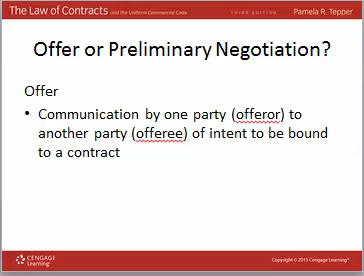 The Law of Contracts and the Uniform Commercial Code THIRD EDITION Pamela R. Tepper
Offer or Preliminary Negotiation?
Offer
• Communication by one party (offeror) to
another party (offeree) of intent to be bound
to a contract
CENGAGE
Learning™
Copyright © 2015 Cengage Learning®